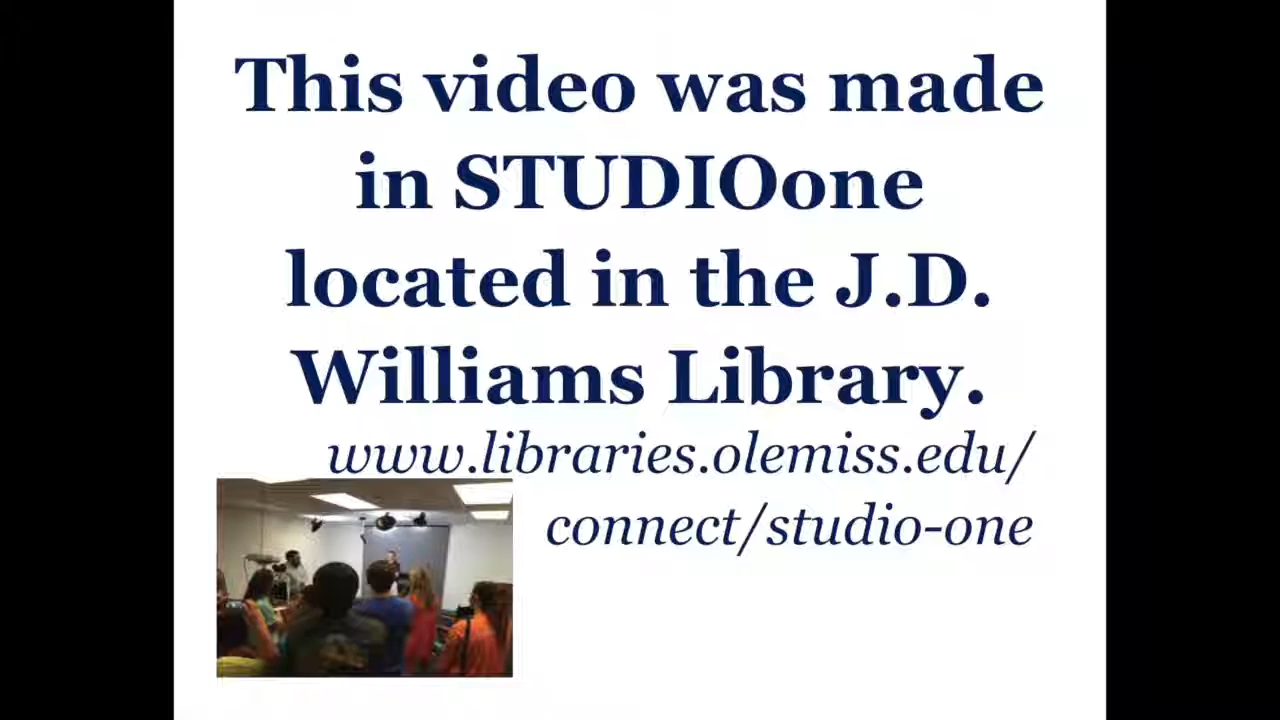 This video was made
in STUDIOone
located in the J.D.
Williams Library.
www.libraries.olemiss.edu/
connect/studio-one